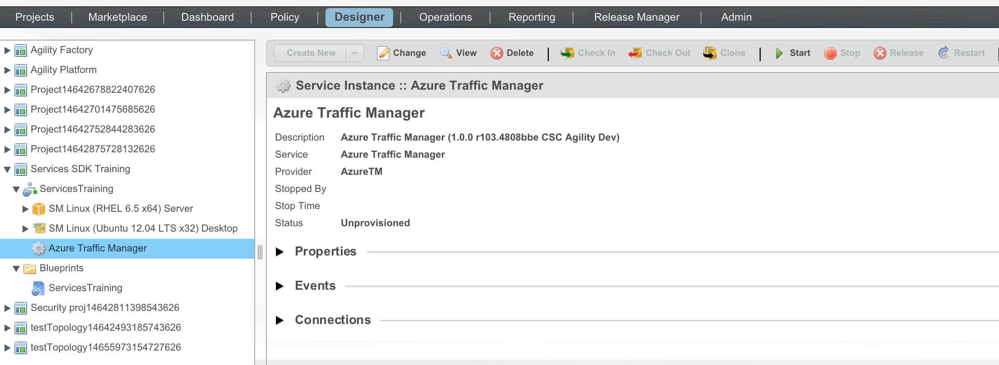 Projects Marketplace Dashboard Policy Designer Operations Reporting Release Manager Admin
Agility Factory
Agility Platform
Project14642678822407626
Project14642701475685626
Project14642752844283626
Project14642875728132626
Services SDK Training
ServicesTraining
SM Linux (RHEL 6.5 x64) Server
SM Linux (Ubuntu 12.04 LTS x32) Desktop
Azure Traffic Manager
Blueprints
ServicesTraining
Security proj14642811398543626
testTopology14642493185743626
testTopology14655973154727626
Create New Change View Delete Check In Check Out Clone Start Stop Release Restart
Service Instance :: Azure Traffic Manager
Azure Traffic Manager
Description Azure Traffic Manager (1.0.0 r103.4808bbe CSC Agility Dev)
Service Azure Traffic Manager
Provider AzureTM
Stopped By
Stop Time
Status Unprovisioned
Properties
Events
Connections